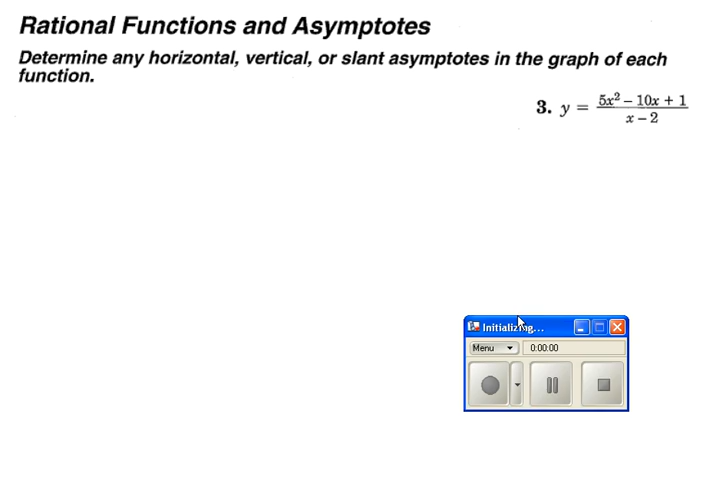 Rational Functions and Asymptotes
Determine any horizontal, vertical, or slant asymptotes in the graph of each
function.
3. y = (5x² – 10x + 1)/(x – 2)
Initializing...
Menu 0:00:00